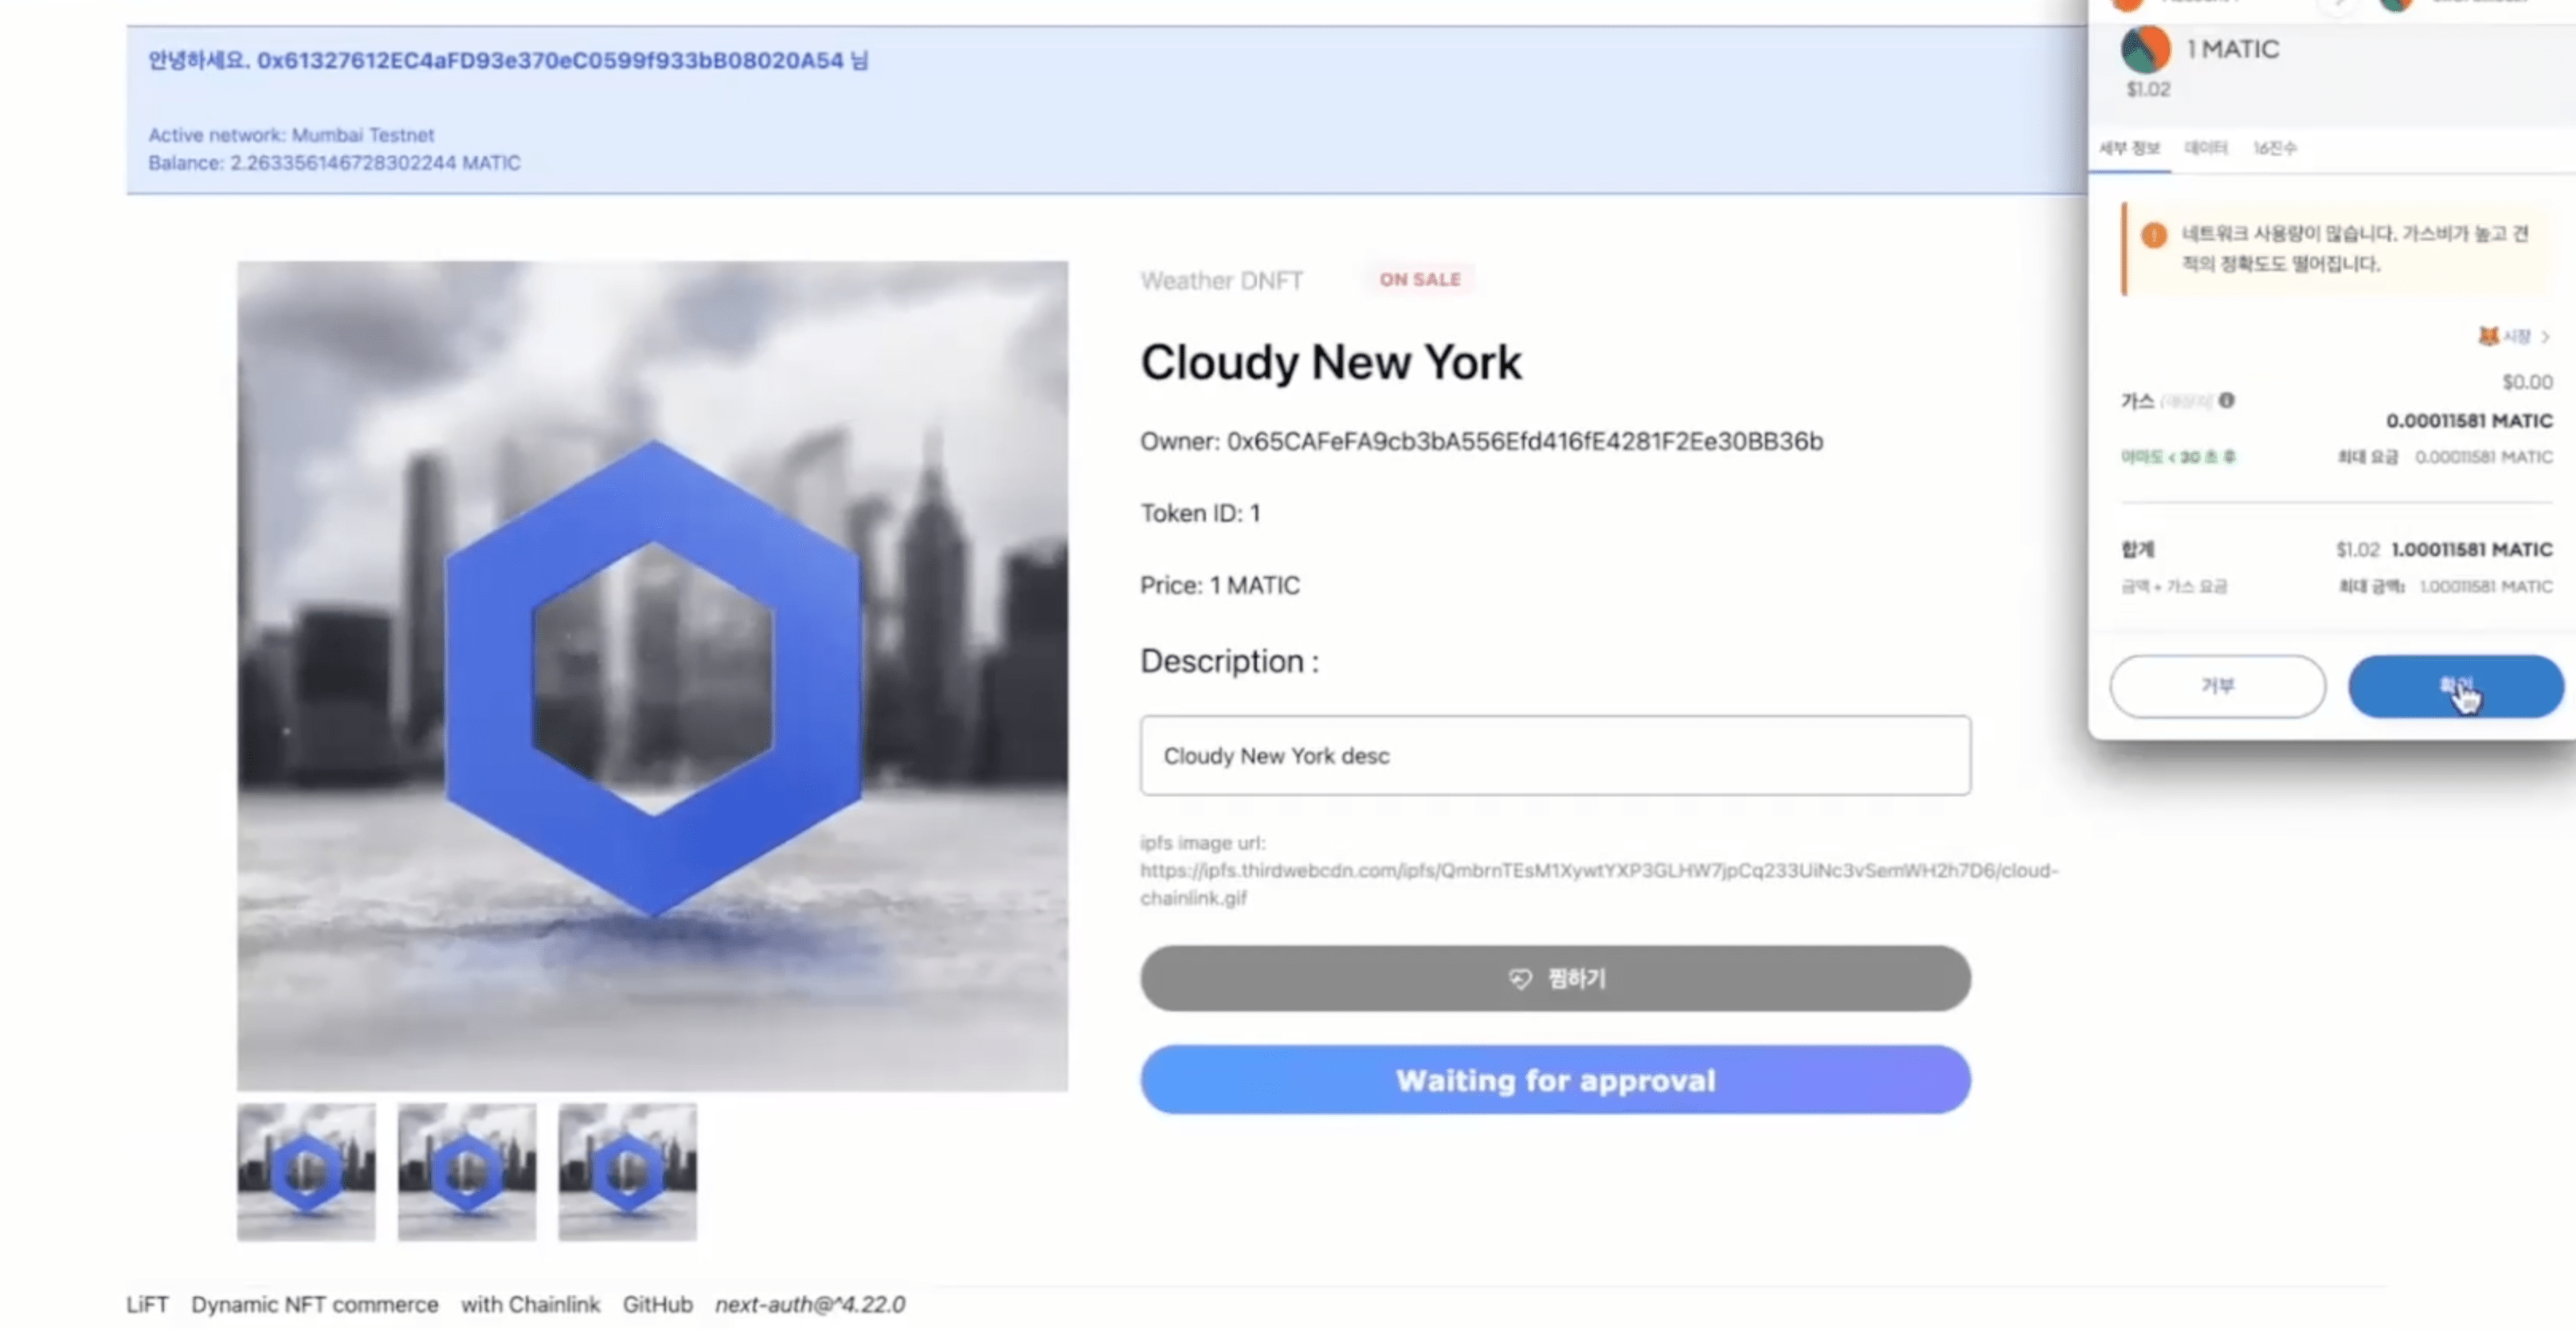 안녕하세요. 0x61327612EC4aFD93e370eC0599f933bB08020A54 님
Active network: Mumbai Testnet
Balance: 2.263356146728302244 MATIC
Weather DNFT
ON SALE
Cloudy New York
Owner: 0x65CAFeFA9cb3bA556Efd416fE4281F2Ee30BB36b
Token ID: 1
Price: 1 MATIC
Description :
Cloudy New York desc
ipfs image url:
https://ipfs.thirdwebcdn.com/ipfs/QmbrnTEsM1XywtYXP3GLHW7jpCq233UiNc3vSemWH2h7D6/cloud-
chainlink.gif
찜하기
Waiting for approval
1 MATIC
$1.02
세부 정보 데이터 16진수
네트워크 사용량이 많습니다. 가스비가 높고 견
적의 정확도도 떨어집니다.
시장 >
$0.00
가스
0.00011581 MATIC
아마도 < 30 초 후 최대 요금 0.00011581 MATIC
합계 $1.02 1.00011581 MATIC
금액 + 가스 요금 최대 금액: 1.00011581 MATIC
거부
LiFT Dynamic NFT commerce with Chainlink GitHub next-auth@^4.22.0